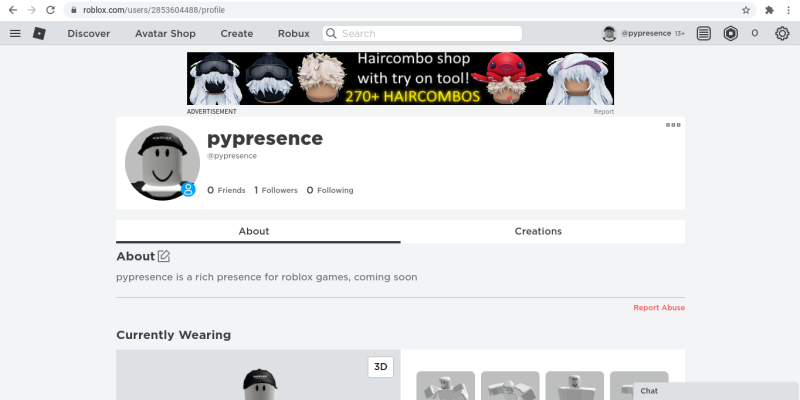 roblox.com/users/2853604488/profile
Discover Avatar Shop Create Robux Search @pypresence 13+ 0
Haircombo shop
with try on tool!
270+ HAIRCOMBOS
ADVERTISEMENT Report
pypresence
@pypresence
0 Friends 1 Followers 0 Following
About Creations
About
pypresence is a rich presence for roblox games, coming soon
Report Abuse
Currently Wearing
3D
Chat